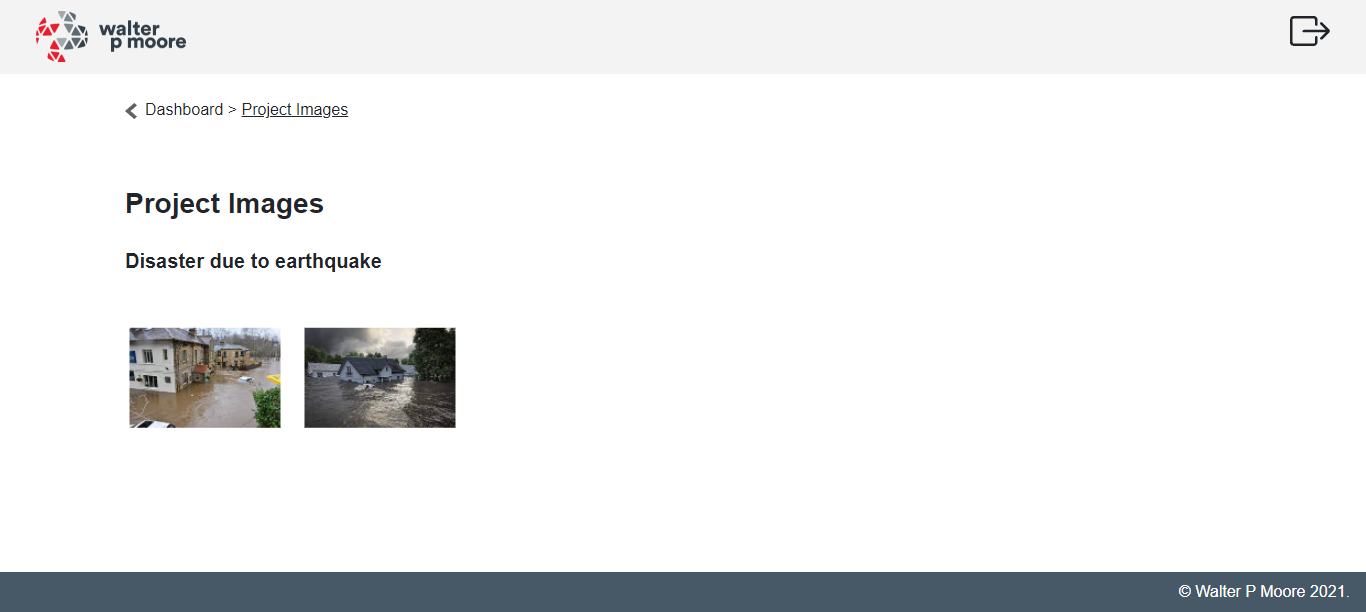 walter
p moore
Dashboard > Project Images
Project Images
Disaster due to earthquake
© Walter P Moore 2021.